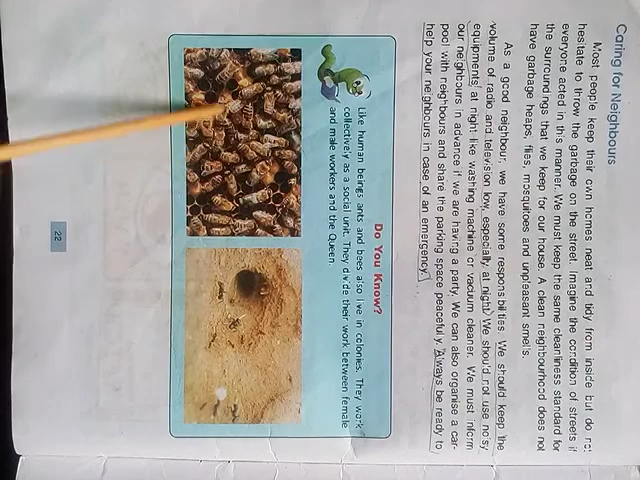 Caring for Neighbours
Most people keep their own homes neat and tidy from inside but do not
hesitate to throw the garbage on the street. Imagine the condition of streets if
everyone acted in this manner. We must keep the same cleanliness standard for
the surroundings that we keep for our house. A clean neighbourhood does not
have garbage heaps, flies, mosquitoes and unpleasant smells.
As a good neighbour, we have some responsibilities. We should keep the
volume of radio and television low, especially at night. We should not use noisy
equipments at night like washing machine or vacuum cleaner. We must inform
our neighbours in advance if we are having a party. We can also organise a car-
pool with neighbours and share the parking space peacefully. Always be ready to
help your neighbours in case of an emergency.
Do You Know?
Like human beings ants and bees also live in colonies. They work
collectively as a social unit. They divide their work between female
and male workers and the Queen.
22